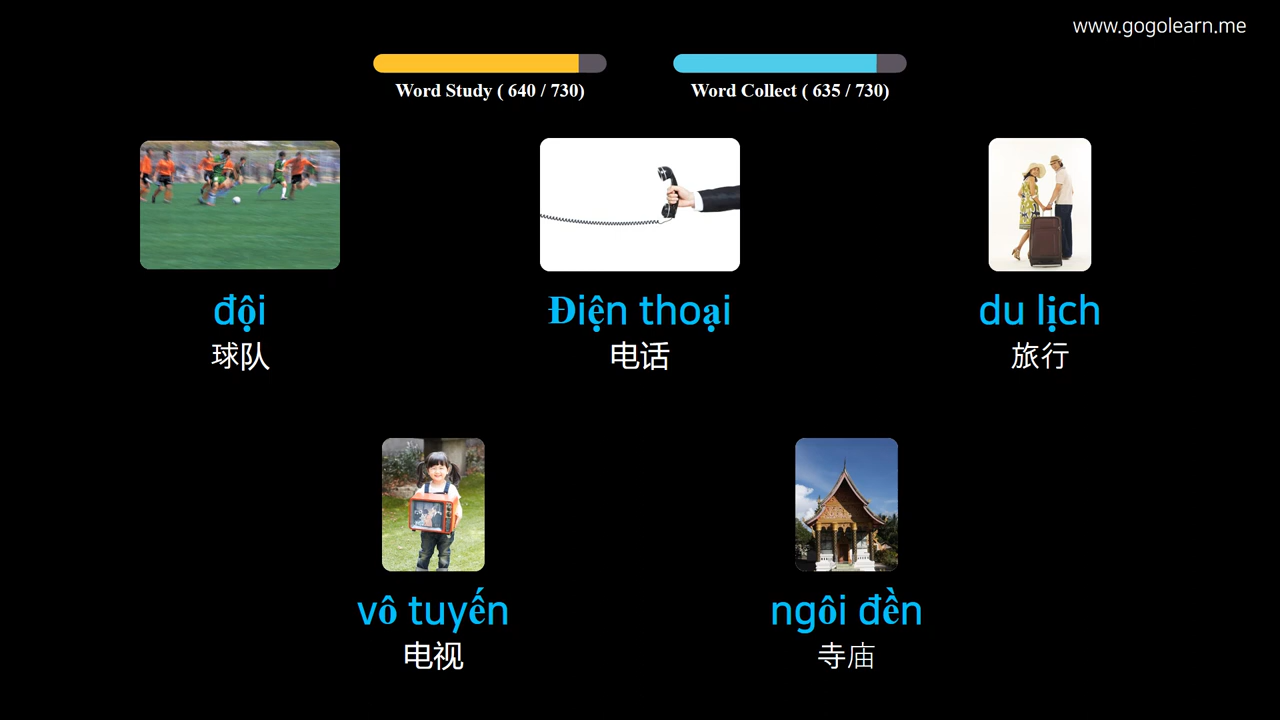 www.gogolearn.me
Word Study ( 640 / 730)
Word Collect ( 635 / 730)
đội
球队
Điện thoại
电话
du lịch
旅行
vô tuyến
电视
ngôi đền
寺庙